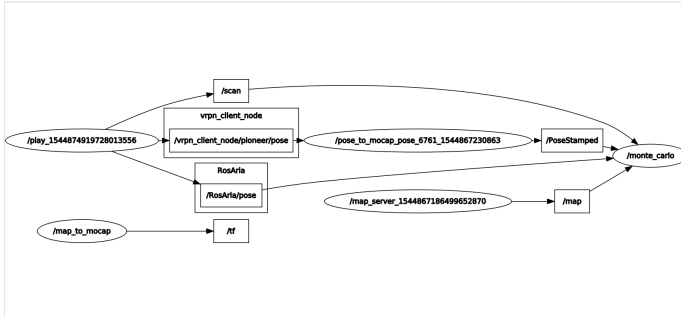 /scan
vrpn_client_node
/play_1544874919728013556
/vrpn_client_node/pioneer/pose
/pose_to_mocap_pose_6761_1544867230863
/PoseStamped
/monte_carlo
RosAria
/RosAria/pose
/map_server_1544867186499652870
/map
/map_to_mocap
/tf